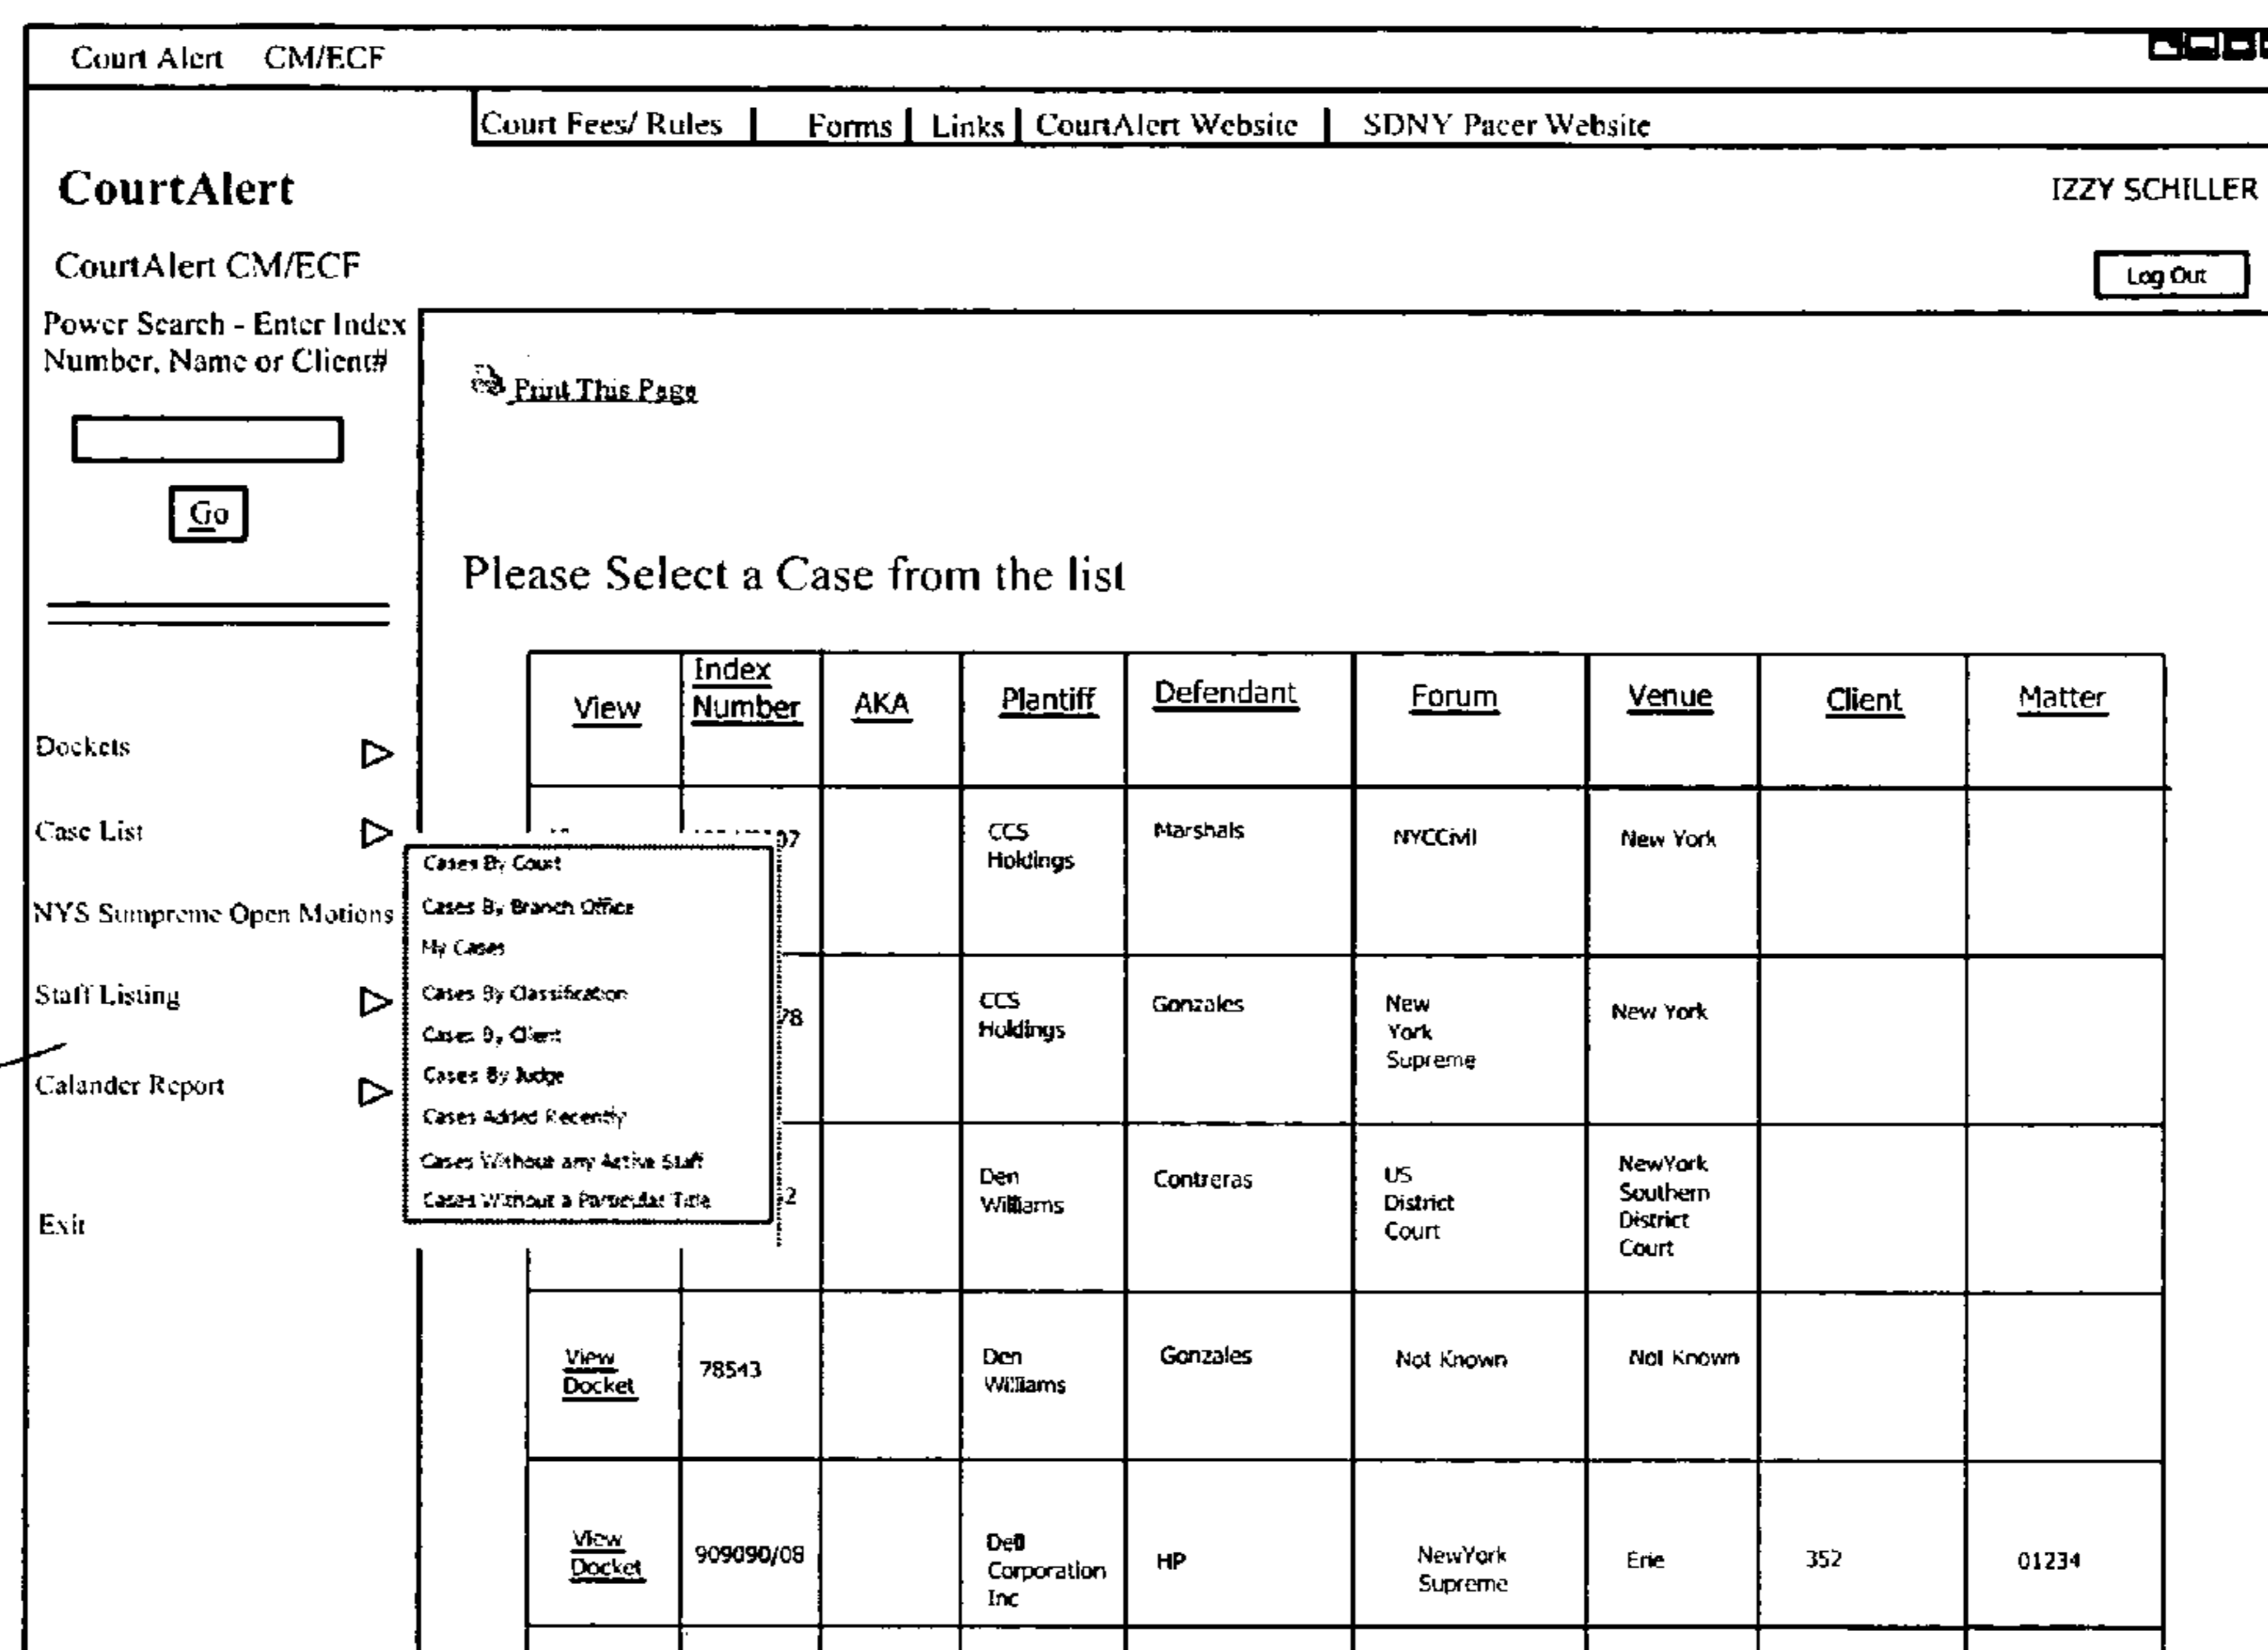 Court Alert CM/ECF
Court Fees/ Rules | Forms | Links | CourtAlert Website | SDNY Pacer Website
CourtAlert
IZZY SCHILLER
CourtAlert CM/ECF
Log Out
Power Search - Enter Index
Number, Name or Client#
Print This Page
Go
Please Select a Case from the list
Dockets
Case List
NYS Sumpreme Open Motions
Staff Listing
Calander Report
Exit
Cases By Court
Cases By Branch Office
My Cases
Cases By Classification
Cases By Client
Cases By Judge
Cases Added Recently
Cases Without any Active Staff
Cases Without a Particular Title
View
Index
Number
AKA
Plantiff
Defendant
Forum
Venue
Client
Matter
07
CCS
Holdings
Marshals
NYCCivil
New York
78
CCS
Holdings
Gonzales
New
York
Supreme
New York
2
Den
Williams
Contreras
US
District
Court
NewYork
Southern
District
Court
View
Docket
78543
Den
Williams
Gonzales
Not Known
Not Known
View
Docket
909090/08
Dell
Corporation
Inc
HP
NewYork
Supreme
Erie
352
01234